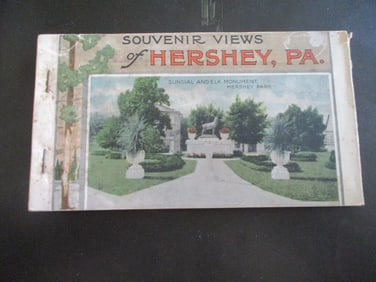 SOUVENIR VIEWS
of HERSHEY, PA.
SUNDIAL AND ELK MONUMENT
HERSHEY PARK